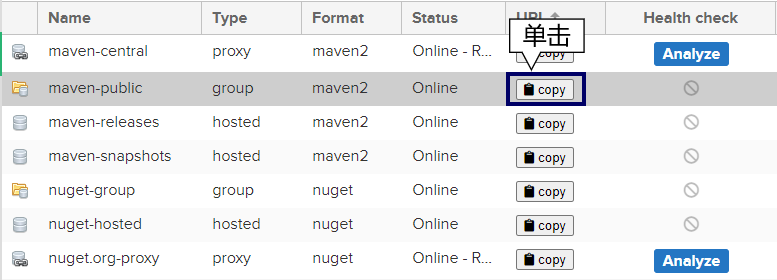 Name Type Format Status URL Health check
单击
maven-central proxy maven2 Online - R... copy Analyze
maven-public group maven2 Online copy
maven-releases hosted maven2 Online copy
maven-snapshots hosted maven2 Online copy
nuget-group group nuget Online copy
nuget-hosted hosted nuget Online copy
nuget.org-proxy proxy nuget Online - R... copy Analyze